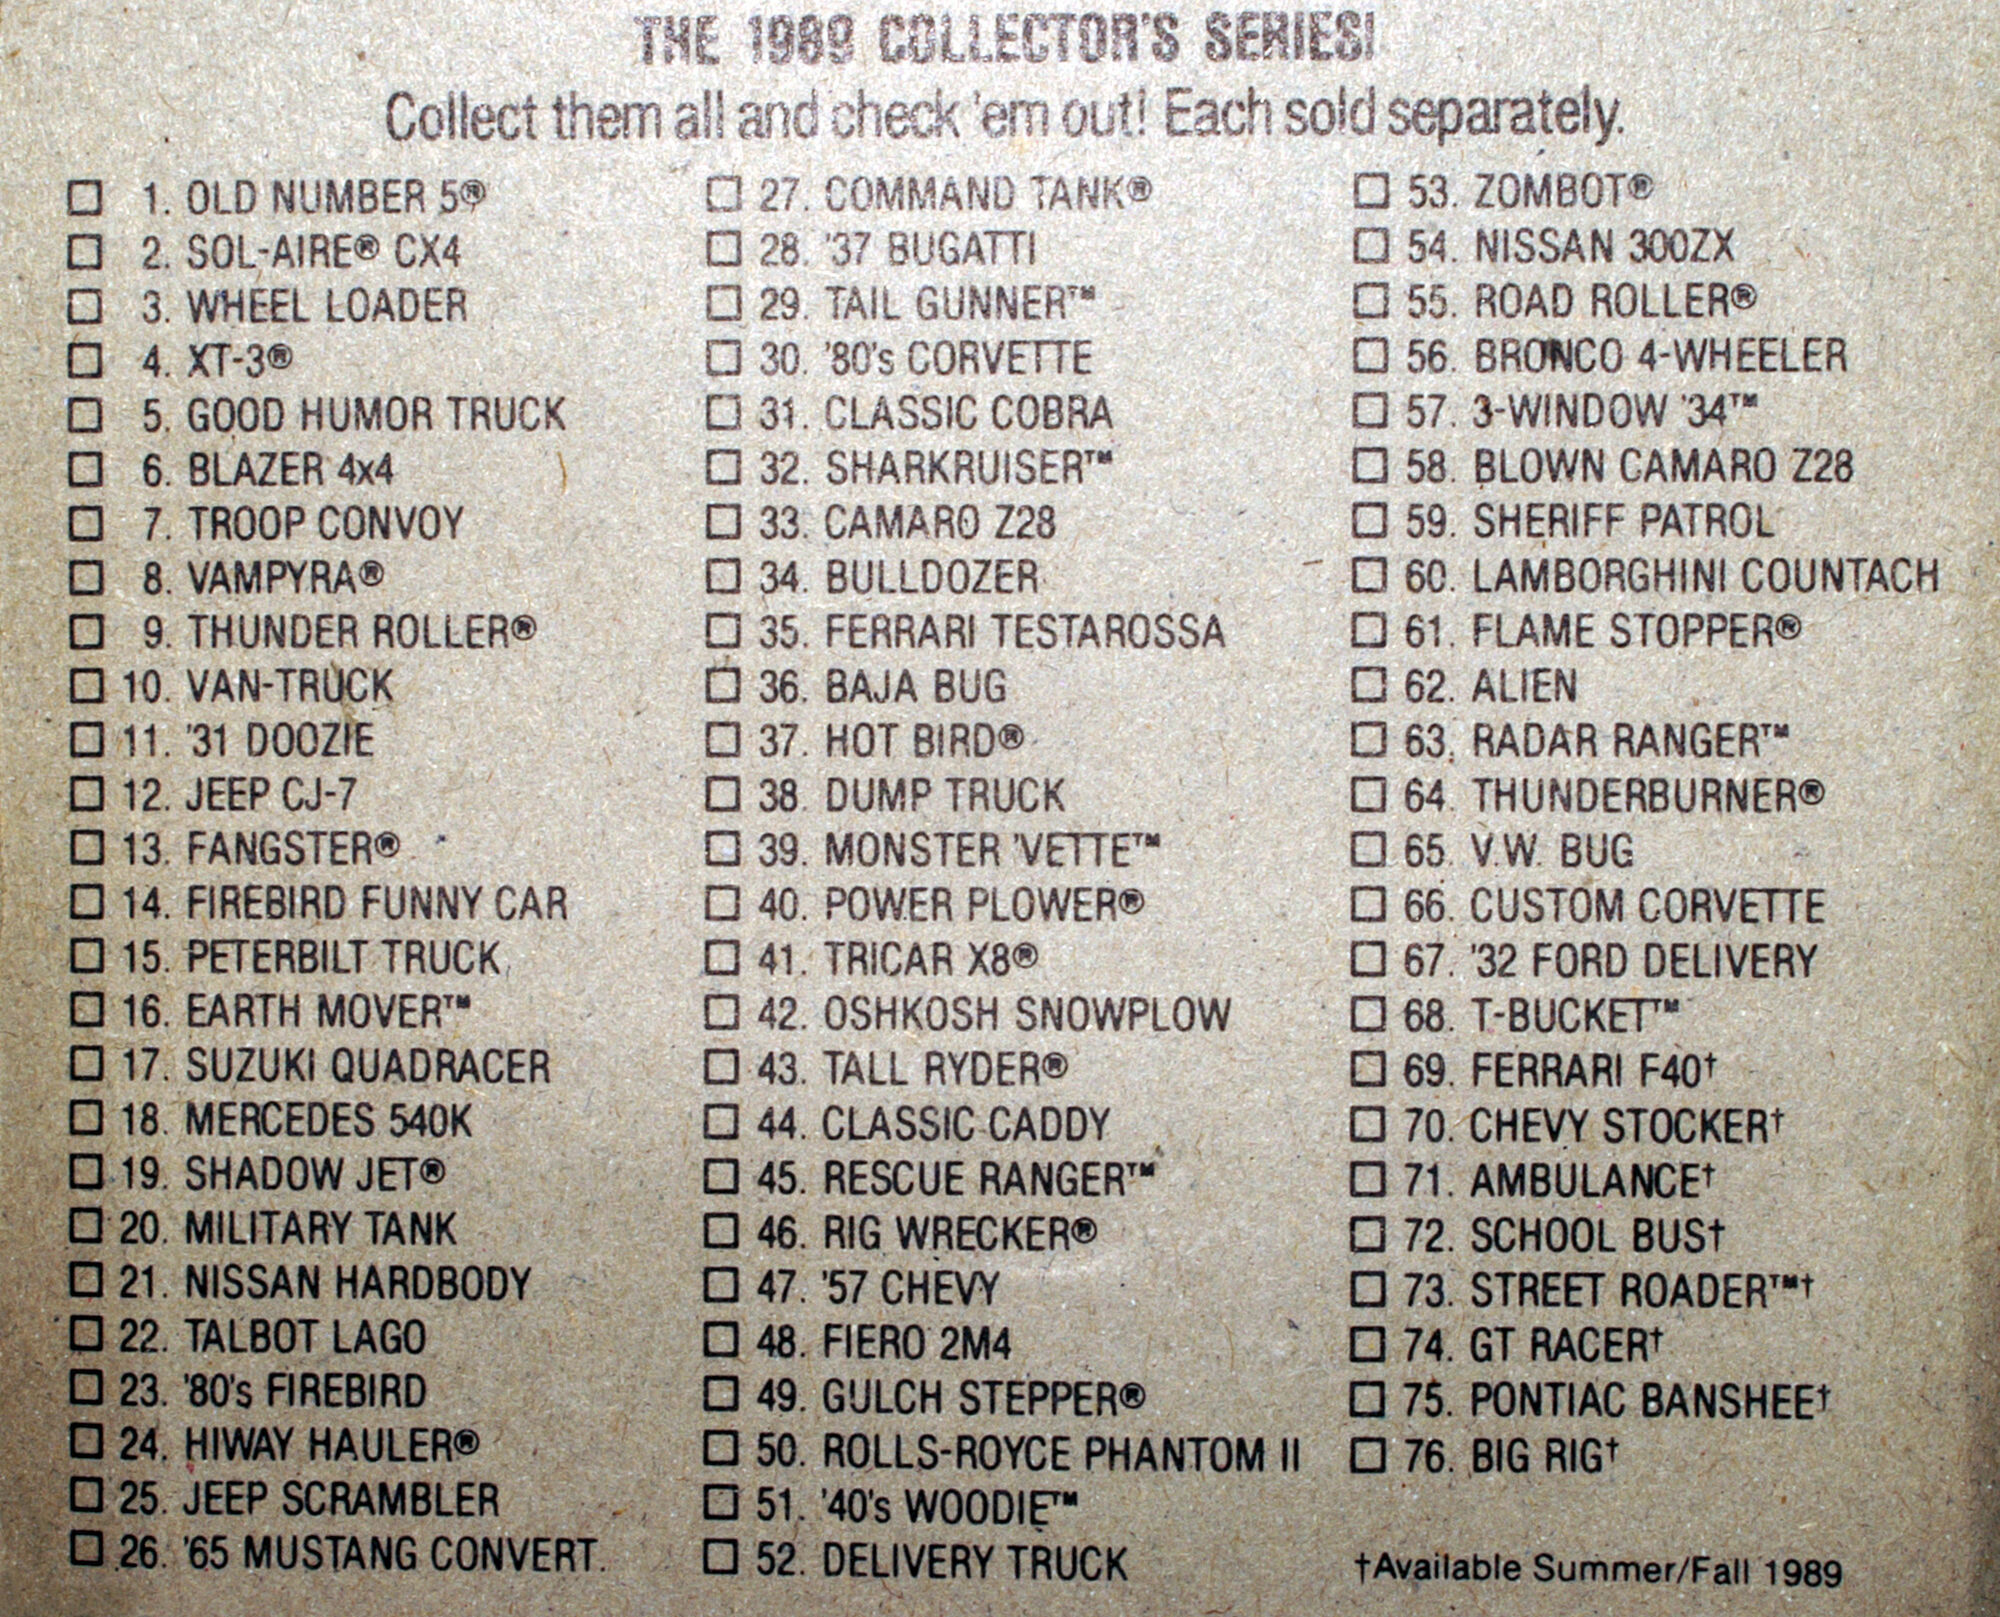 THE 1989 COLLECTOR'S SERIES!
Collect them all and check 'em out! Each sold separately.
1. OLD NUMBER 5®
2. SOL-AIRE® CX4
3. WHEEL LOADER
4. XT-3®
5. GOOD HUMOR TRUCK
6. BLAZER 4x4
7. TROOP CONVOY
8. VAMPYRA®
9. THUNDER ROLLER®
10. VAN-TRUCK
11. '31 DOOZIE
12. JEEP CJ-7
13. FANGSTER®
14. FIREBIRD FUNNY CAR
15. PETERBILT TRUCK
16. EARTH MOVER™
17. SUZUKI QUADRACER
18. MERCEDES 540K
19. SHADOW JET®
20. MILITARY TANK
21. NISSAN HARDBODY
22. TALBOT LAGO
23. '80's FIREBIRD
24. HIWAY HAULER®
25. JEEP SCRAMBLER
26. '65 MUSTANG CONVERT.
27. COMMAND TANK®
28. '37 BUGATTI
29. TAIL GUNNER™
30. '80's CORVETTE
31. CLASSIC COBRA
32. SHARKRUISER™
33. CAMARO Z28
34. BULLDOZER
35. FERRARI TESTAROSSA
36. BAJA BUG
37. HOT BIRD®
38. DUMP TRUCK
39. MONSTER 'VETTE™
40. POWER PLOWER®
41. TRICAR X8®
42. OSHKOSH SNOWPLOW
43. TALL RYDER®
44. CLASSIC CADDY
45. RESCUE RANGER™
46. RIG WRECKER®
47. '57 CHEVY
48. FIERO 2M4
49. GULCH STEPPER®
50. ROLLS-ROYCE PHANTOM II
51. '40's WOODIE™
52. DELIVERY TRUCK
53. ZOMBOT®
54. NISSAN 300ZX
55. ROAD ROLLER®
56. BRONCO 4-WHEELER
57. 3-WINDOW '34™
58. BLOWN CAMARO Z28
59. SHERIFF PATROL
60. LAMBORGHINI COUNTACH
61. FLAME STOPPER®
62. ALIEN
63. RADAR RANGER™
64. THUNDERBURNER®
65. V.W. BUG
66. CUSTOM CORVETTE
67. '32 FORD DELIVERY
68. T-BUCKET™
69. FERRARI F40†
70. CHEVY STOCKER†
71. AMBULANCE†
72. SCHOOL BUS†
73. STREET ROADER™†
74. GT RACER†
75. PONTIAC BANSHEE†
76. BIG RIG†
†Available Summer/Fall 1989